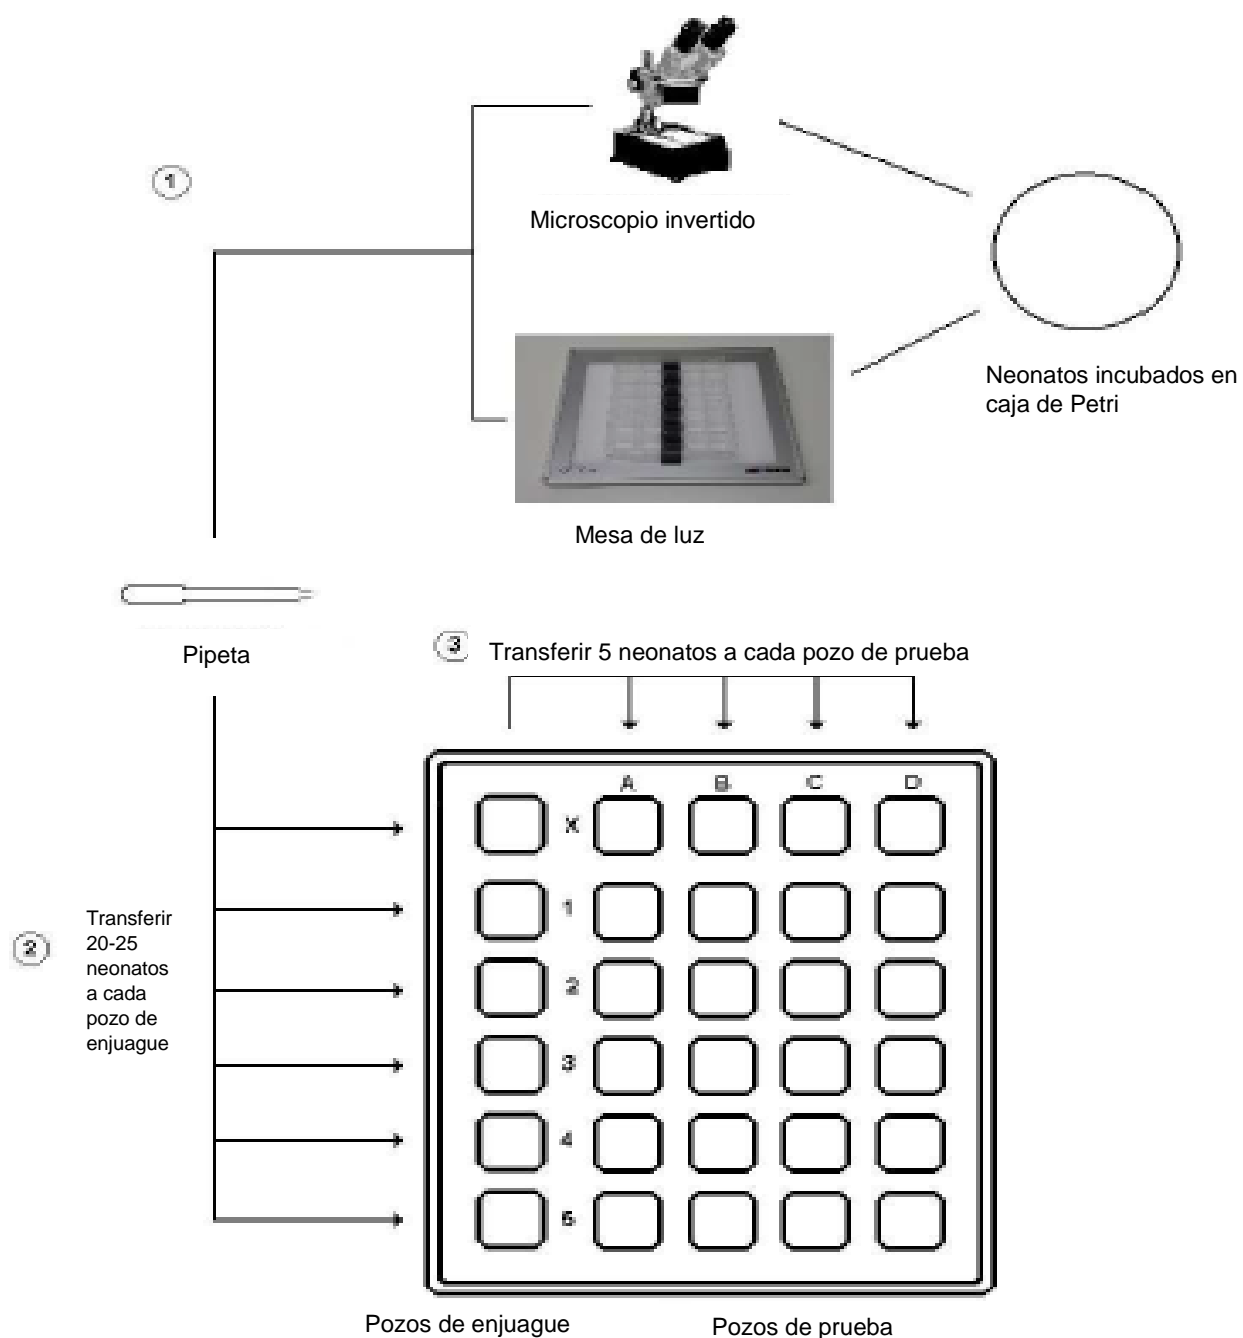 1
Microscopio invertido
Neonatos incubados en
caja de Petri
Mesa de luz
Pipeta
3 Transferir 5 neonatos a cada pozo de prueba
A B C D
X
1
2
Transferir
20-25
neonatos
a cada
pozo de
enjuague
2
3
4
5
Pozos de enjuague
Pozos de prueba